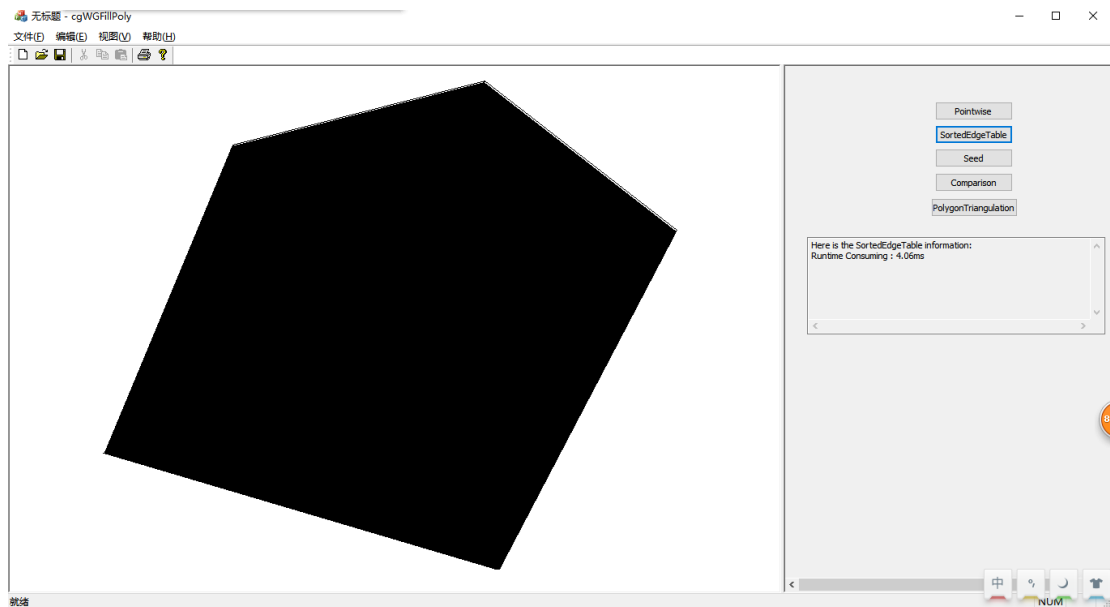 无标题 - cgWGFillPoly
文件(F) 编辑(E) 视图(V) 帮助(H)
Pointwise
SortedEdgeTable
Seed
Comparison
PolygonTriangulation
Here is the SortedEdgeTable information:
Runtime Consuming : 4.06ms
8
中
就绪
NUM